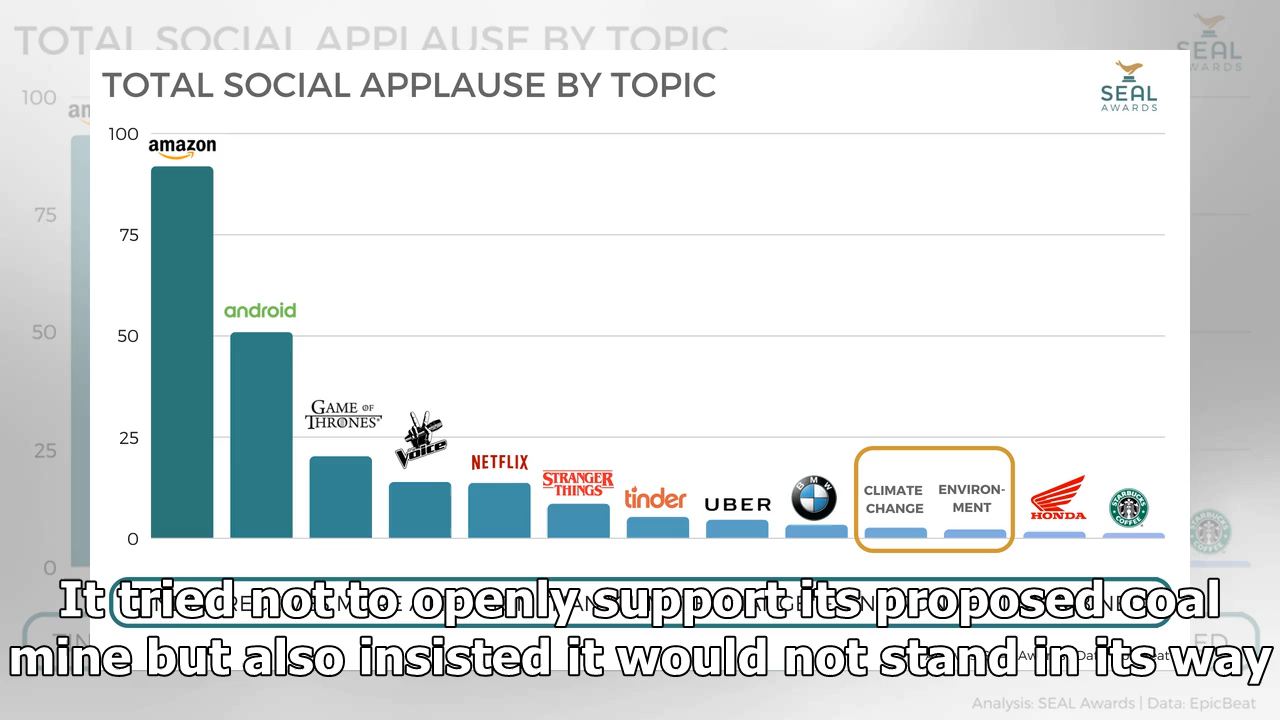 TOTAL SOCIAL APPLAUSE BY TOPIC
SEAL
AWARDS
100
amazon
75
android
50
GAME OF
THRONES
25
Voice
NETFLIX
STRANGER
THINGS
tinder
UBER
BMW
CLIMATE
CHANGE
ENVIRON-
MENT
HONDA
STARBUCKS
COFFEE
0
It tried not to openly support its proposed coal
mine but also insisted it would not stand in its way
Analysis: SEAL Awards | Data: EpicBeat